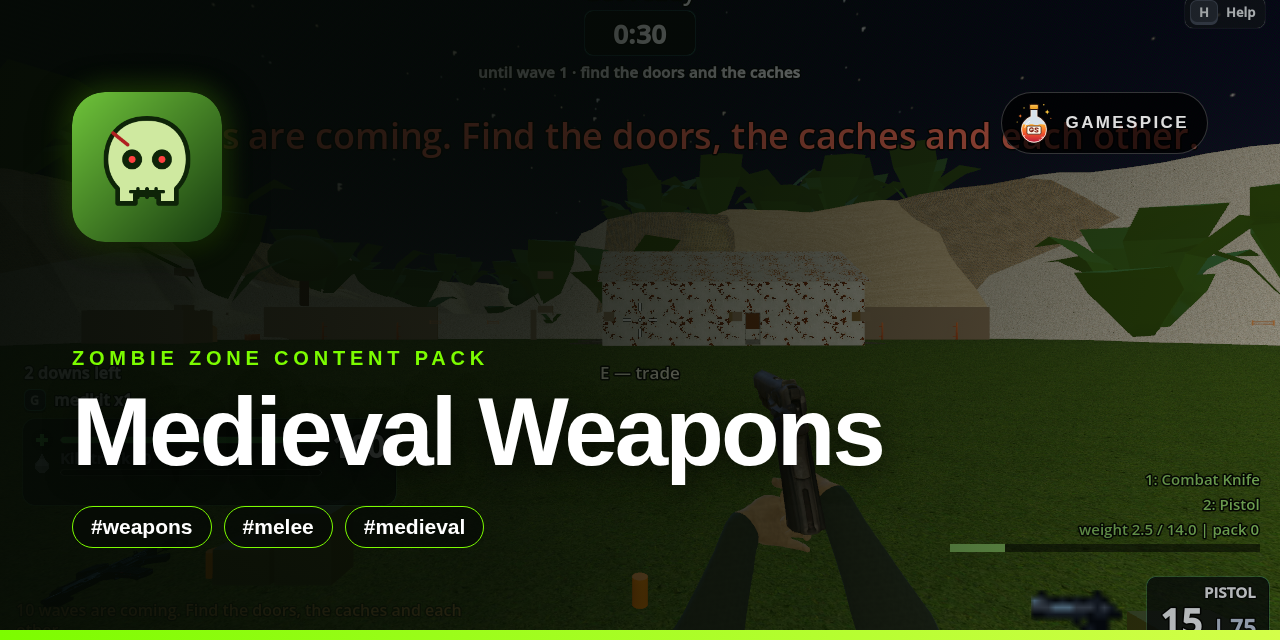 0:30
H Help
until wave 1 · find the doors and the caches
s are coming. Find the doors, the caches and each other.
GAMESPICE
GS
ZOMBIE ZONE CONTENT PACK
2 downs left
E — trade
G medkit x1
Medieval Weapons
1: Combat Knife
2: Pistol
weight 2.5 / 14.0 | pack 0
#weapons #melee #medieval
10 waves are coming. Find the doors, the caches and each
PISTOL
15 / 75